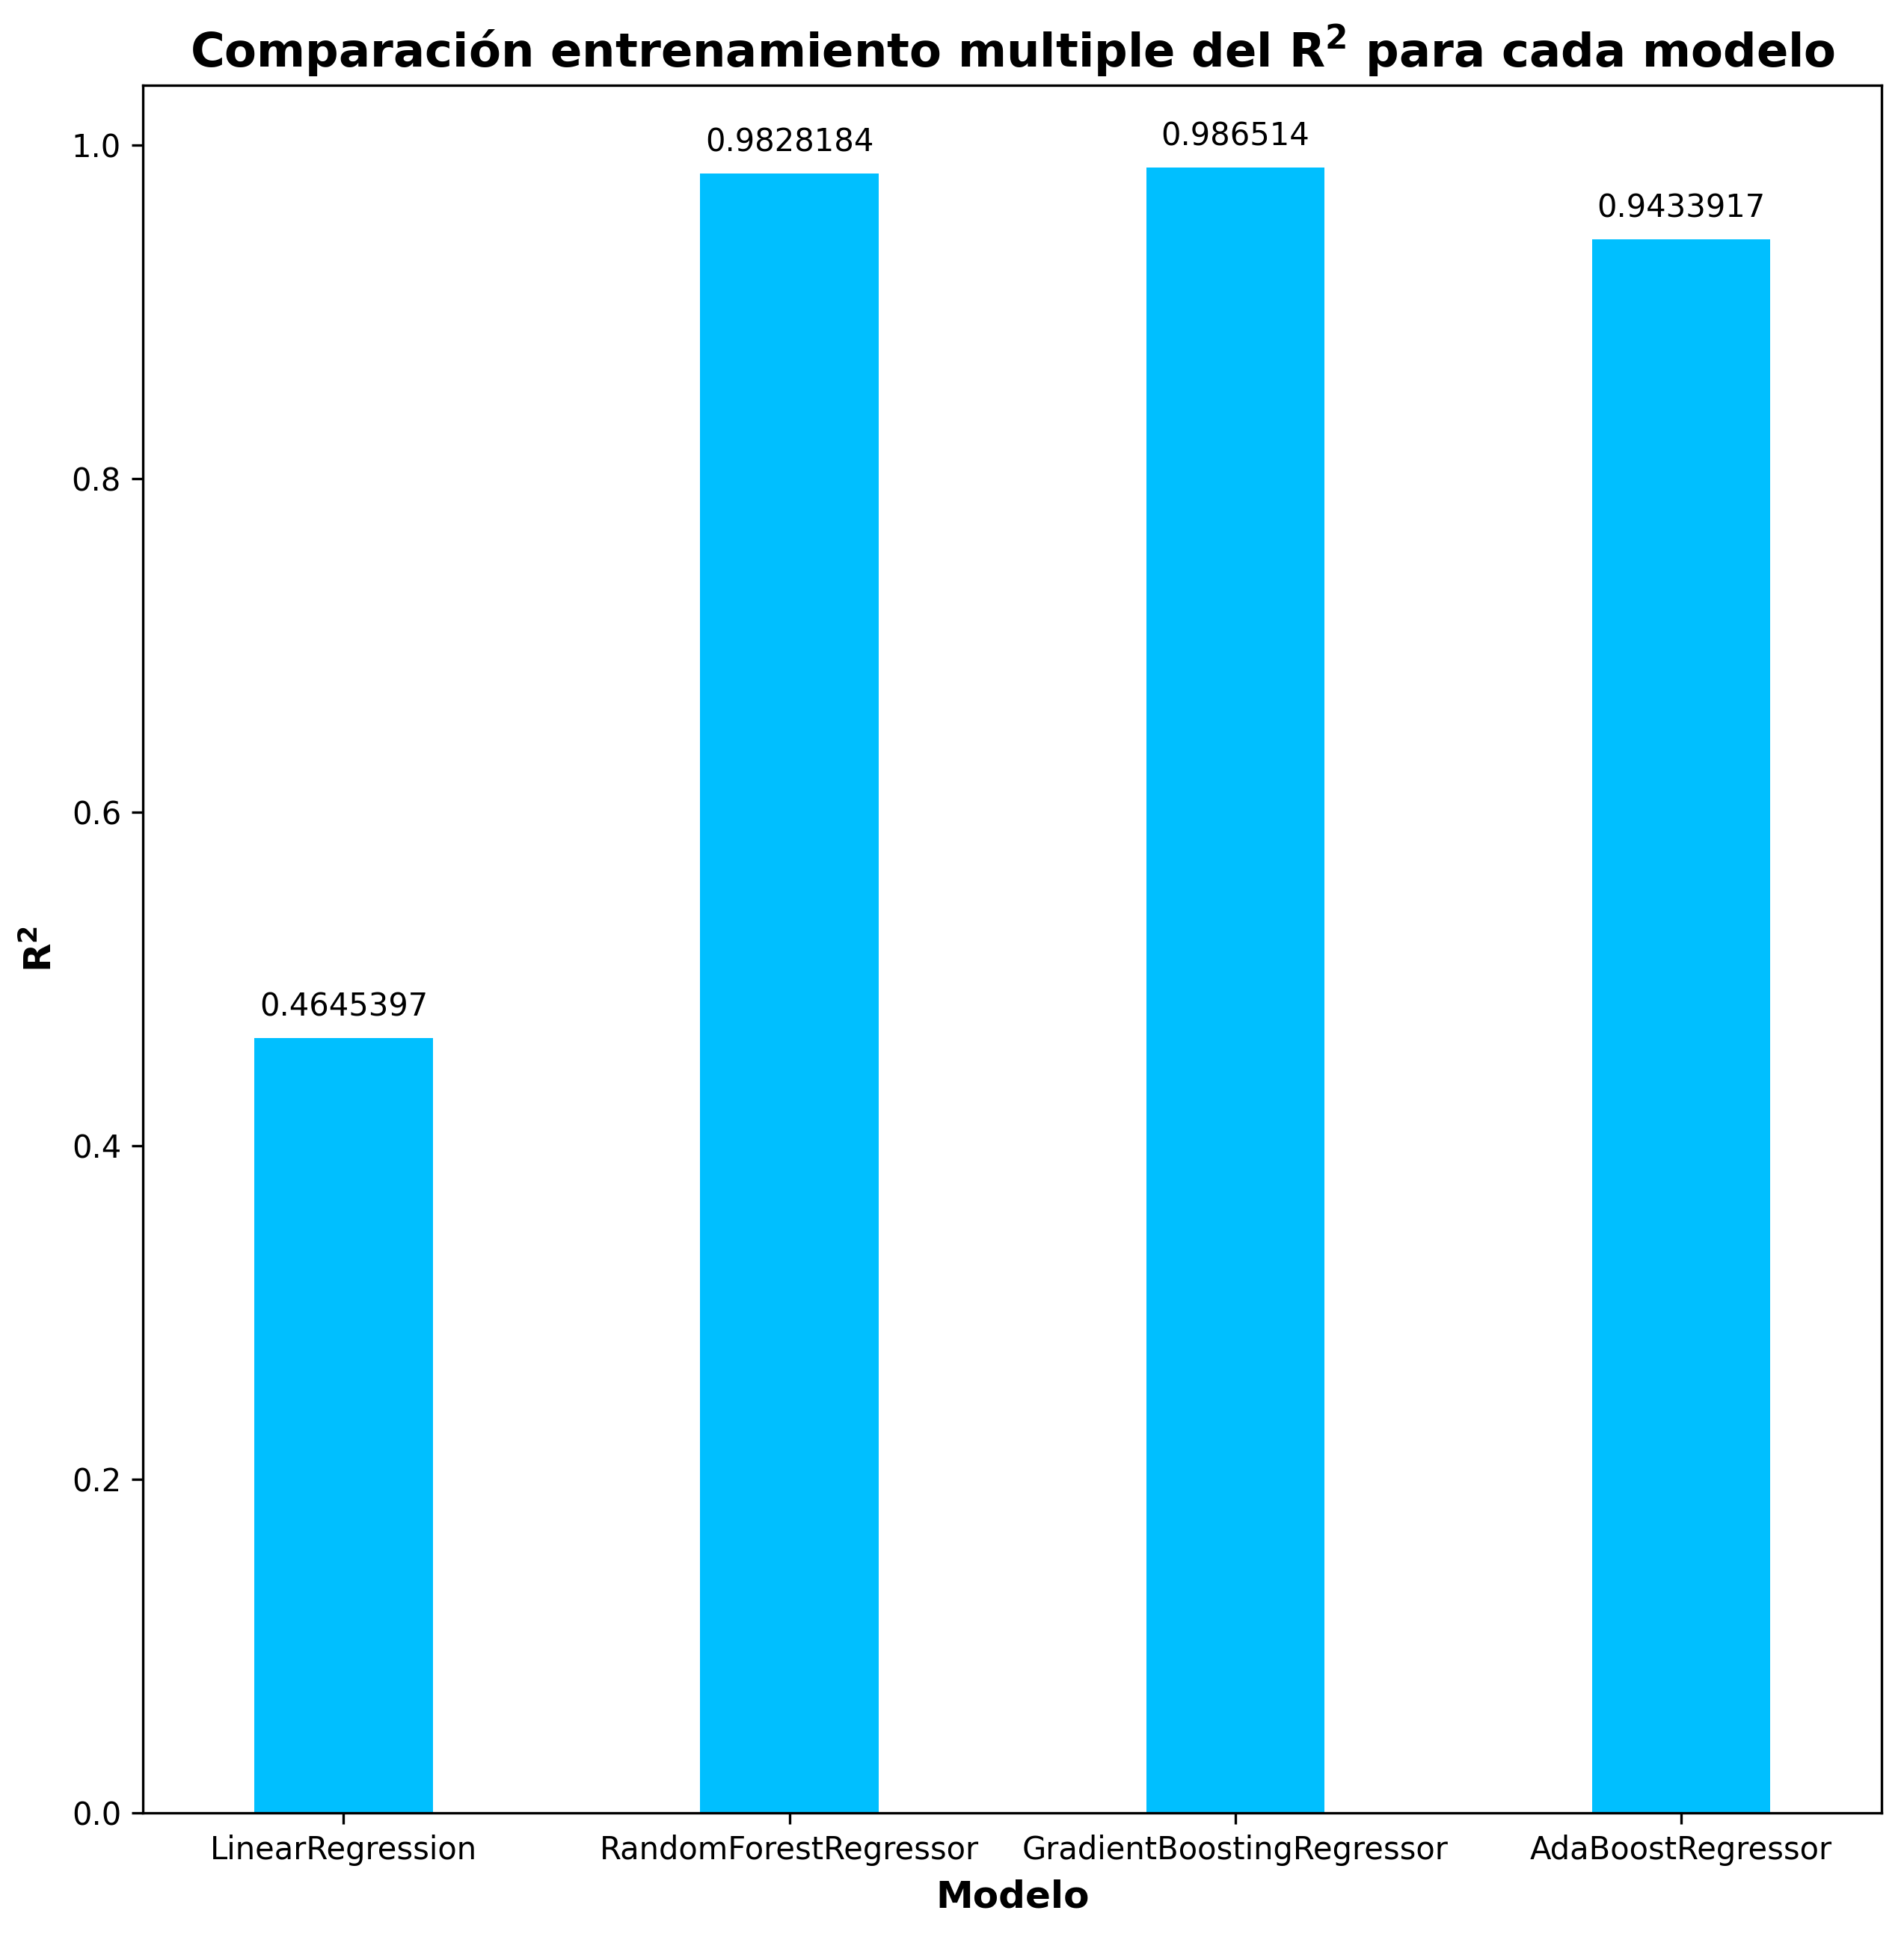 Comparación entrenamiento multiple del R² para cada modelo
1.0
0.8
0.6
0.4
0.2
0.0
R²
0.4645397
0.9828184
0.986514
0.9433917
LinearRegression
RandomForestRegressor
GradientBoostingRegressor
AdaBoostRegressor
Modelo